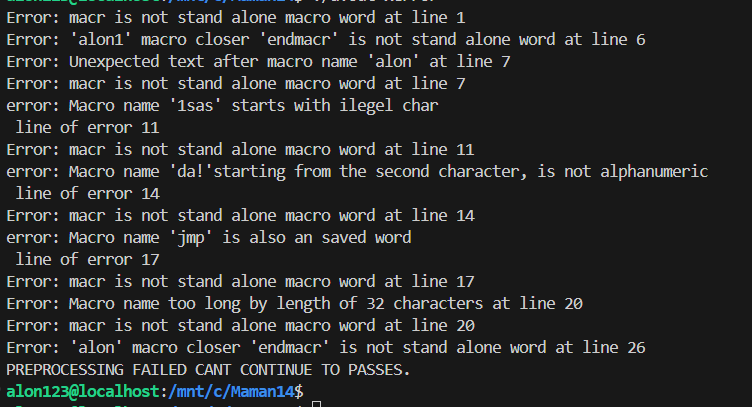 Error: macr is not stand alone macro word at line 1
Error: 'alon1' macro closer 'endmacr' is not stand alone word at line 6
Error: Unexpected text after macro name 'alon' at line 7
Error: macr is not stand alone macro word at line 7
error: Macro name '1sas' starts with ilegel char
 line of error 11
Error: macr is not stand alone macro word at line 11
error: Macro name 'da!'starting from the second character, is not alphanumeric
 line of error 14
Error: macr is not stand alone macro word at line 14
error: Macro name 'jmp' is also an saved word
 line of error 17
Error: macr is not stand alone macro word at line 17
Error: Macro name too long by length of 32 characters at line 20
Error: macr is not stand alone macro word at line 20
Error: 'alon' macro closer 'endmacr' is not stand alone word at line 26
PREPROCESSING FAILED CANT CONTINUE TO PASSES.
alon123@localhost:/mnt/c/Maman14$